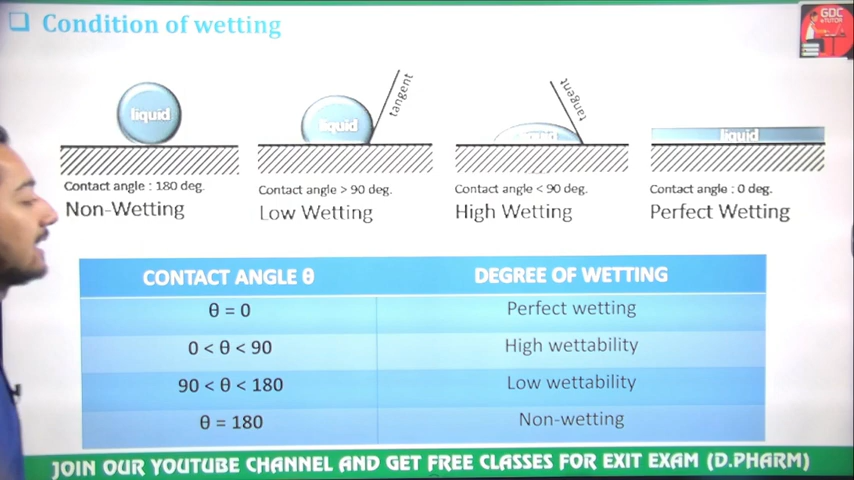 ❑ Condition of wetting
GDC
eTUTOR
liquid
liquid
tangent
liquid
tangent
liquid
Contact angle : 180 deg.
Non-Wetting
Contact angle > 90 deg.
Low Wetting
Contact angle < 90 deg.
High Wetting
Contact angle : 0 deg.
Perfect Wetting
CONTACT ANGLE θ DEGREE OF WETTING
θ = 0 Perfect wetting
0 < θ < 90 High wettability
90 < θ < 180 Low wettability
θ = 180 Non-wetting
JOIN OUR YOUTUBE CHANNEL AND GET FREE CLASSES FOR EXIT EXAM (D.PHARM)